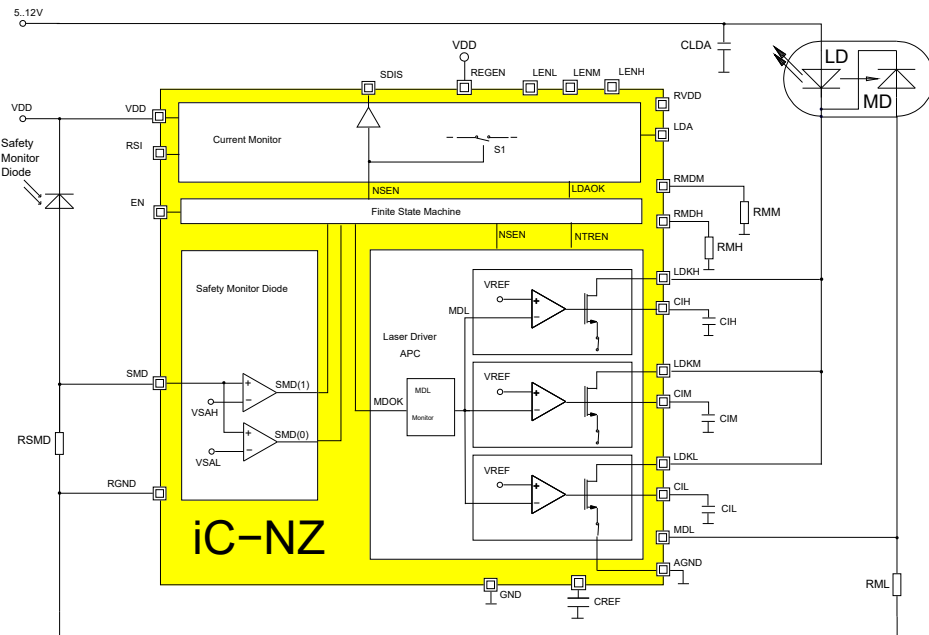 5..12V
CLDA
LD
MD
VDD
SDIS
REGEN
LENL
LENM
LENH
VDD
VDD
RVDD
Safety
Monitor
Diode
RSI
Current Monitor
S1
LDA
NSEN
LDAOK
RMDM
RMM
EN
Finite State Machine
RMDH
RMH
NSEN
NTREN
Safety Monitor Diode
VREF
MDL
LDKH
CIH
CIH
Laser Driver
APC
VREF
LDKM
SMD
SMD(1)
VSAH
MDOK
MDL
Monitor
CIM
CIM
RSMD
SMD(0)
VSAL
VREF
LDKL
RGND
CIL
CIL
iC-NZ
MDL
AGND
RML
GND
CREF
+
−
+
−
+
−
+
−
+
−